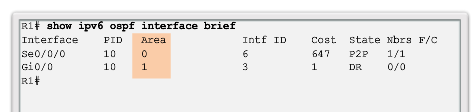 R1# show ipv6 ospf interface brief
Interface PID Area Intf ID Cost State Nbrs F/C
Se0/0/0 10 0 6 647 P2P 1/1
Gi0/0 10 1 3 1 DR 0/0
R1#